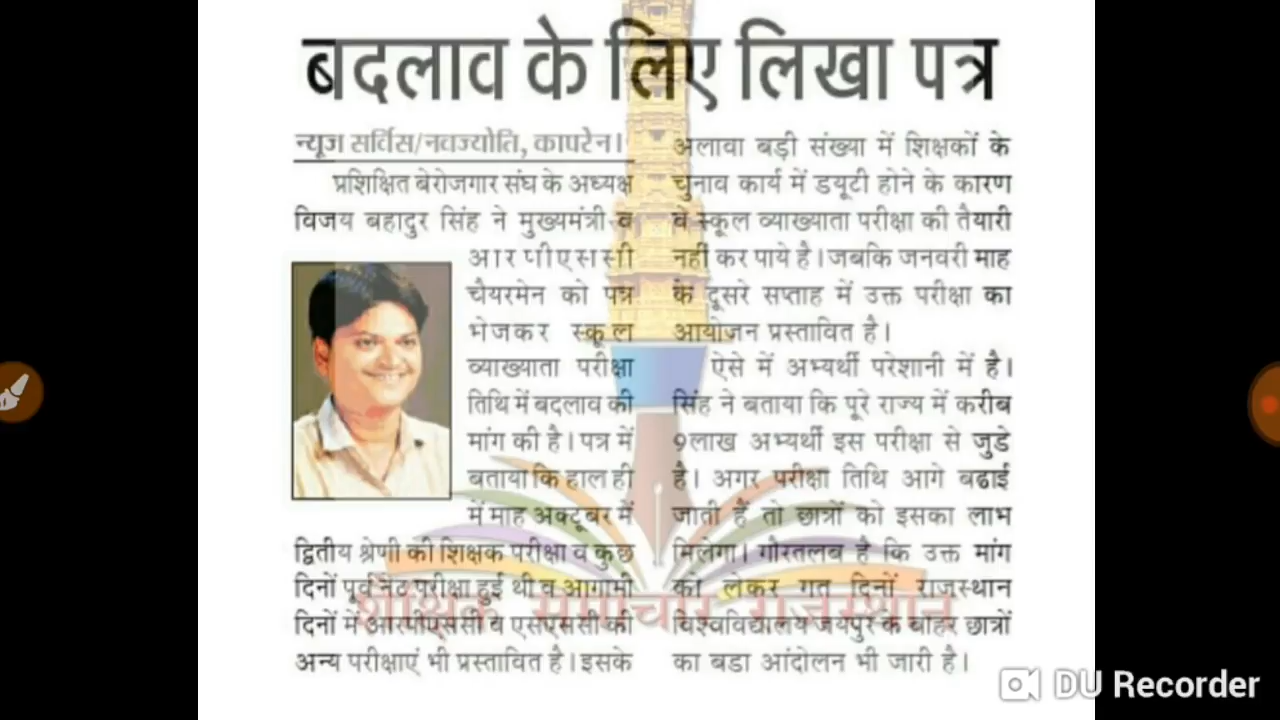 बदलाव के लिए लिखा पत्र
न्यूज सर्विस/नवज्योति, कापरेन।
प्रशिक्षित बेरोजगार संघ के अध्यक्ष
विजय बहादुर सिंह ने मुख्यमंत्री व
आरपीएससी
चैयरमेन को पत्र
भेजकर स्कूल
व्याख्याता परीक्षा
तिथि में बदलाव की
मांग की है। पत्र में
बताया कि हाल ही
में माह अक्टूबर में
द्वितीय श्रेणी की शिक्षक परीक्षा व कुछ
दिनों पूर्व नेट परीक्षा हुई थी व आगामी
दिनों में आरपीएससी व एसएससी की
अन्य परीक्षाएं भी प्रस्तावित है। इसके
अलावा बड़ी संख्या में शिक्षकों के
चुनाव कार्य में डयूटी होने के कारण
वे स्कूल व्याख्याता परीक्षा की तैयारी
नहीं कर पाये है। जबकि जनवरी माह
के दूसरे सप्ताह में उक्त परीक्षा का
आयोजन प्रस्तावित है।
ऐसे में अभ्यर्थी परेशानी में है।
सिंह ने बताया कि पूरे राज्य में करीब
९लाख अभ्यर्थी इस परीक्षा से जुडे
है। अगर परीक्षा तिथि आगे बढाई
जाती हैं तो छात्रों को इसका लाभ
मिलेगा। गौरतलब है कि उक्त मांग
को लेकर गत दिनों राजस्थान
विश्वविद्यालय जयपुर के बाहर छात्रों
का बडा आंदोलन भी जारी है।
शैक्षिक समाचार राजस्थान
DU Recorder